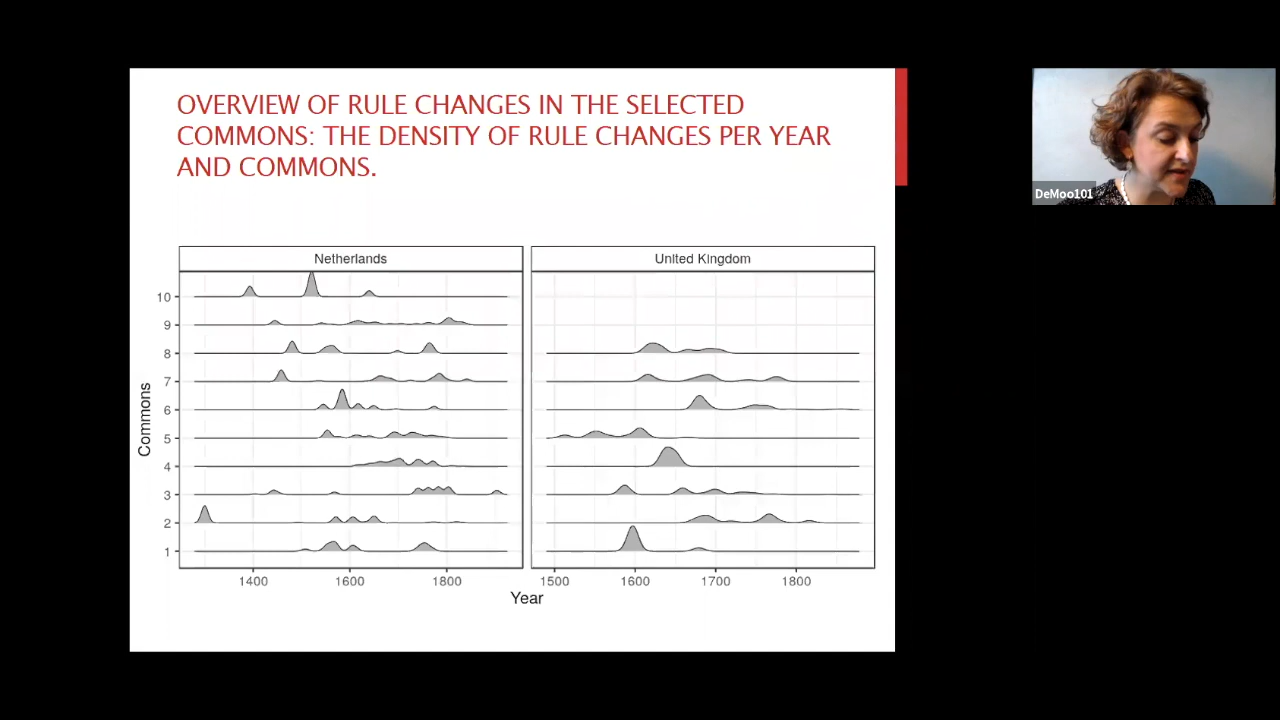 OVERVIEW OF RULE CHANGES IN THE SELECTED
COMMONS: THE DENSITY OF RULE CHANGES PER YEAR
AND COMMONS.
DeMoo101
Netherlands
United Kingdom
Commons
10
9
8
7
6
5
4
3
2
1
1400
1600
1800
1500
1600
1700
1800
Year